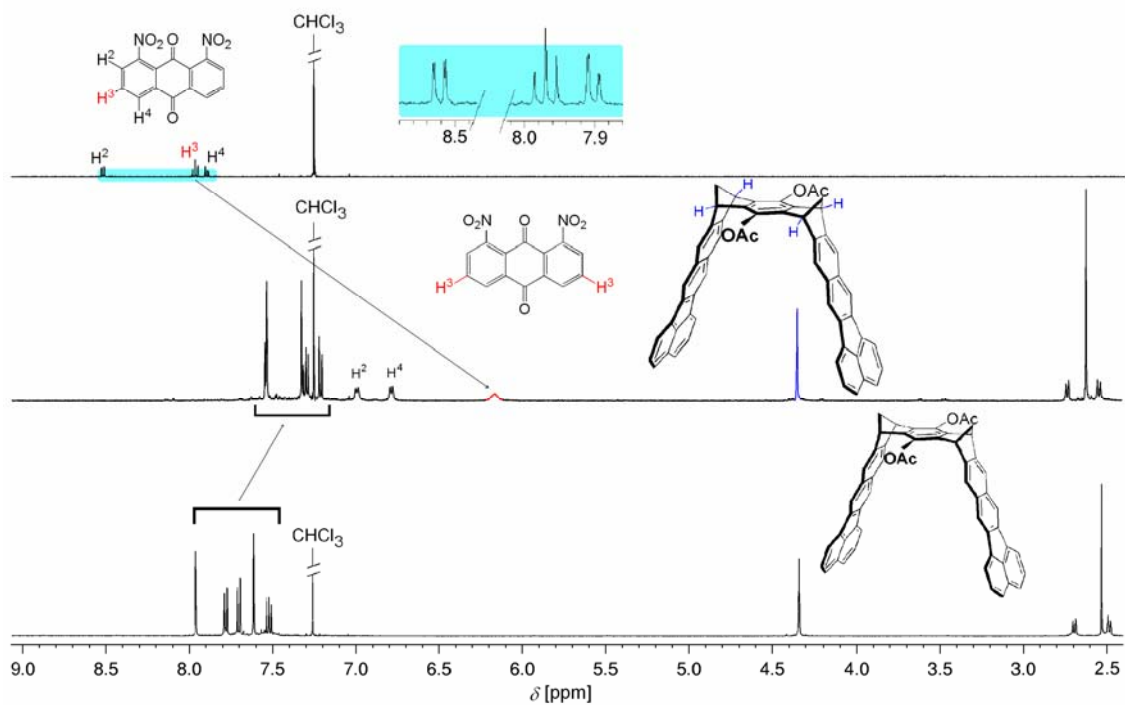 CHCl3
NO2 O NO2
H2
H3
H4
O
8.5 8.0 7.9
H2 H3 H4
CHCl3
O2N O NO2
H3 H3
O
OAc
H H
H H
OAc
H2 H4
OAc
OAc
CHCl3
9.0 8.5 8.0 7.5 7.0 6.5 6.0 5.5 5.0 4.5 4.0 3.5 3.0 2.5
δ [ppm]